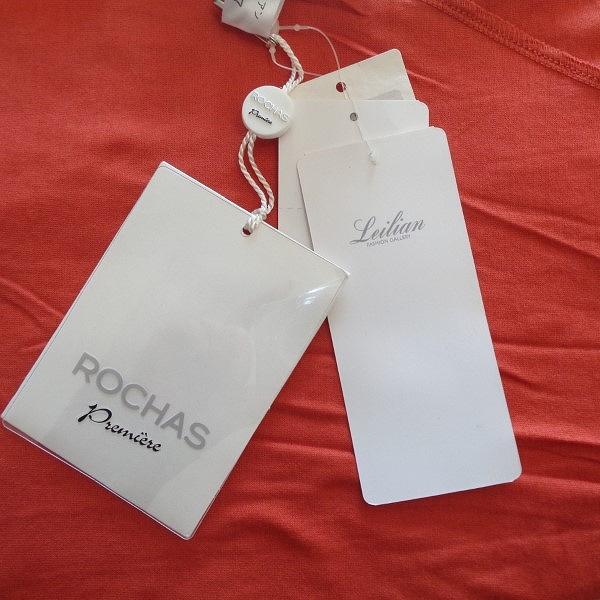 ROCHAS
Première
Leilian
FASHION GALLERY
ROCHAS
Première